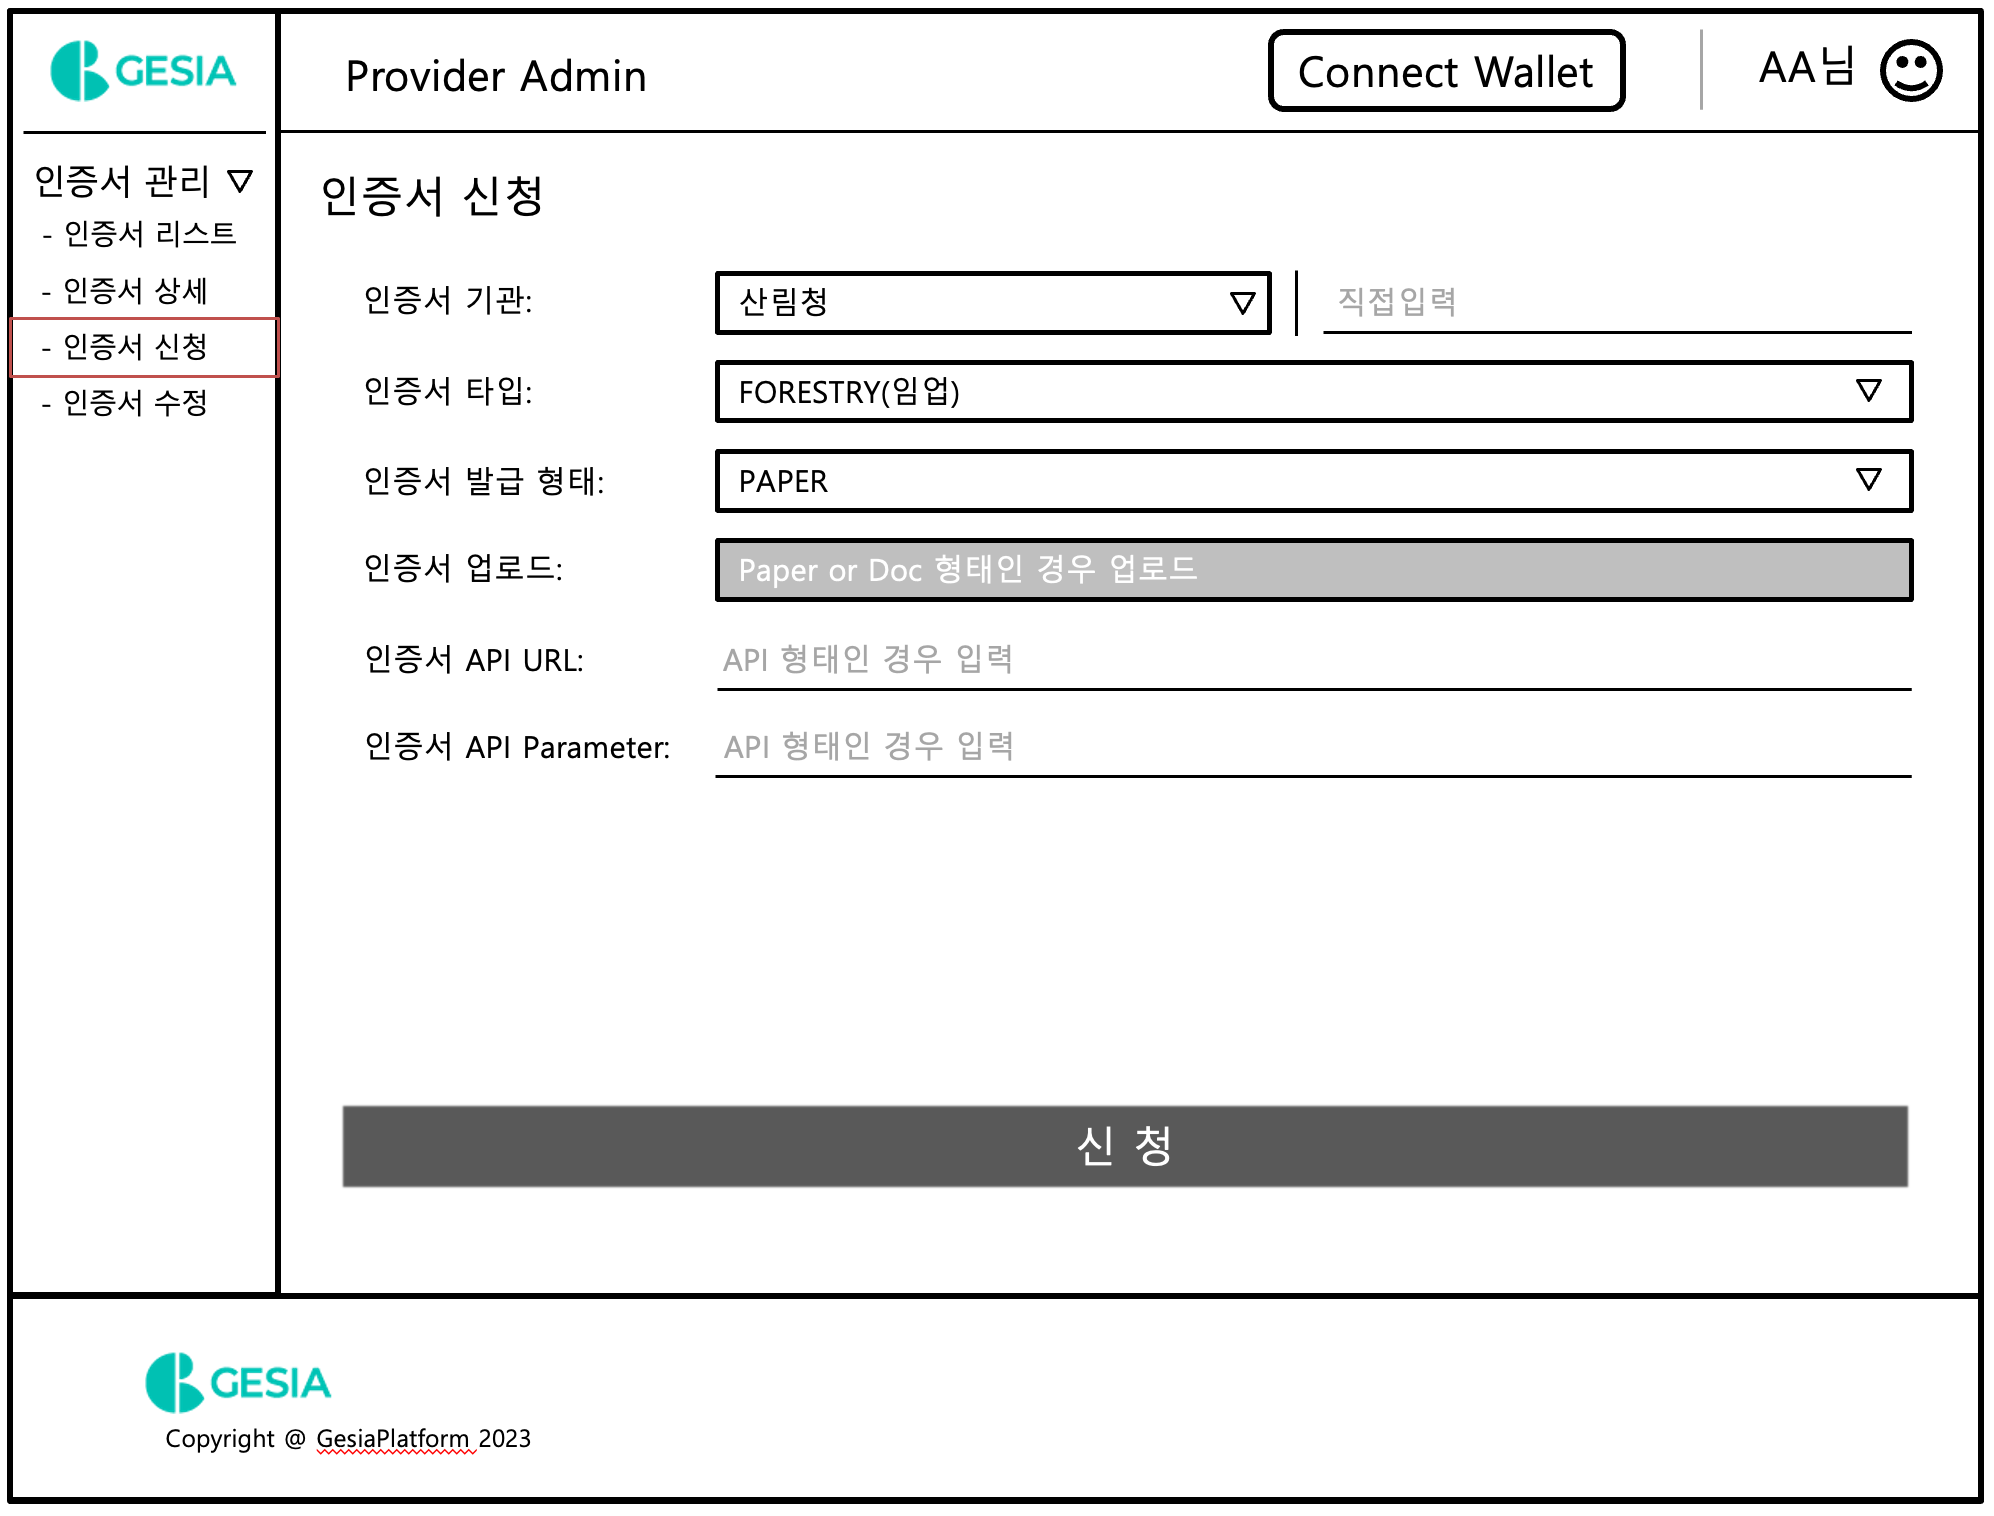 GESIA
Provider Admin
Connect Wallet
AA님
인증서 관리 ▽
- 인증서 리스트
- 인증서 상세
- 인증서 신청
- 인증서 수정
인증서 신청
인증서 기관: 산림청 ▽ 직접입력
인증서 타입: FORESTRY(임업) ▽
인증서 발급 형태: PAPER ▽
인증서 업로드: Paper or Doc 형태인 경우 업로드
인증서 API URL: API 형태인 경우 입력
인증서 API Parameter: API 형태인 경우 입력
신 청
GESIA
Copyright @ GesiaPlatform 2023